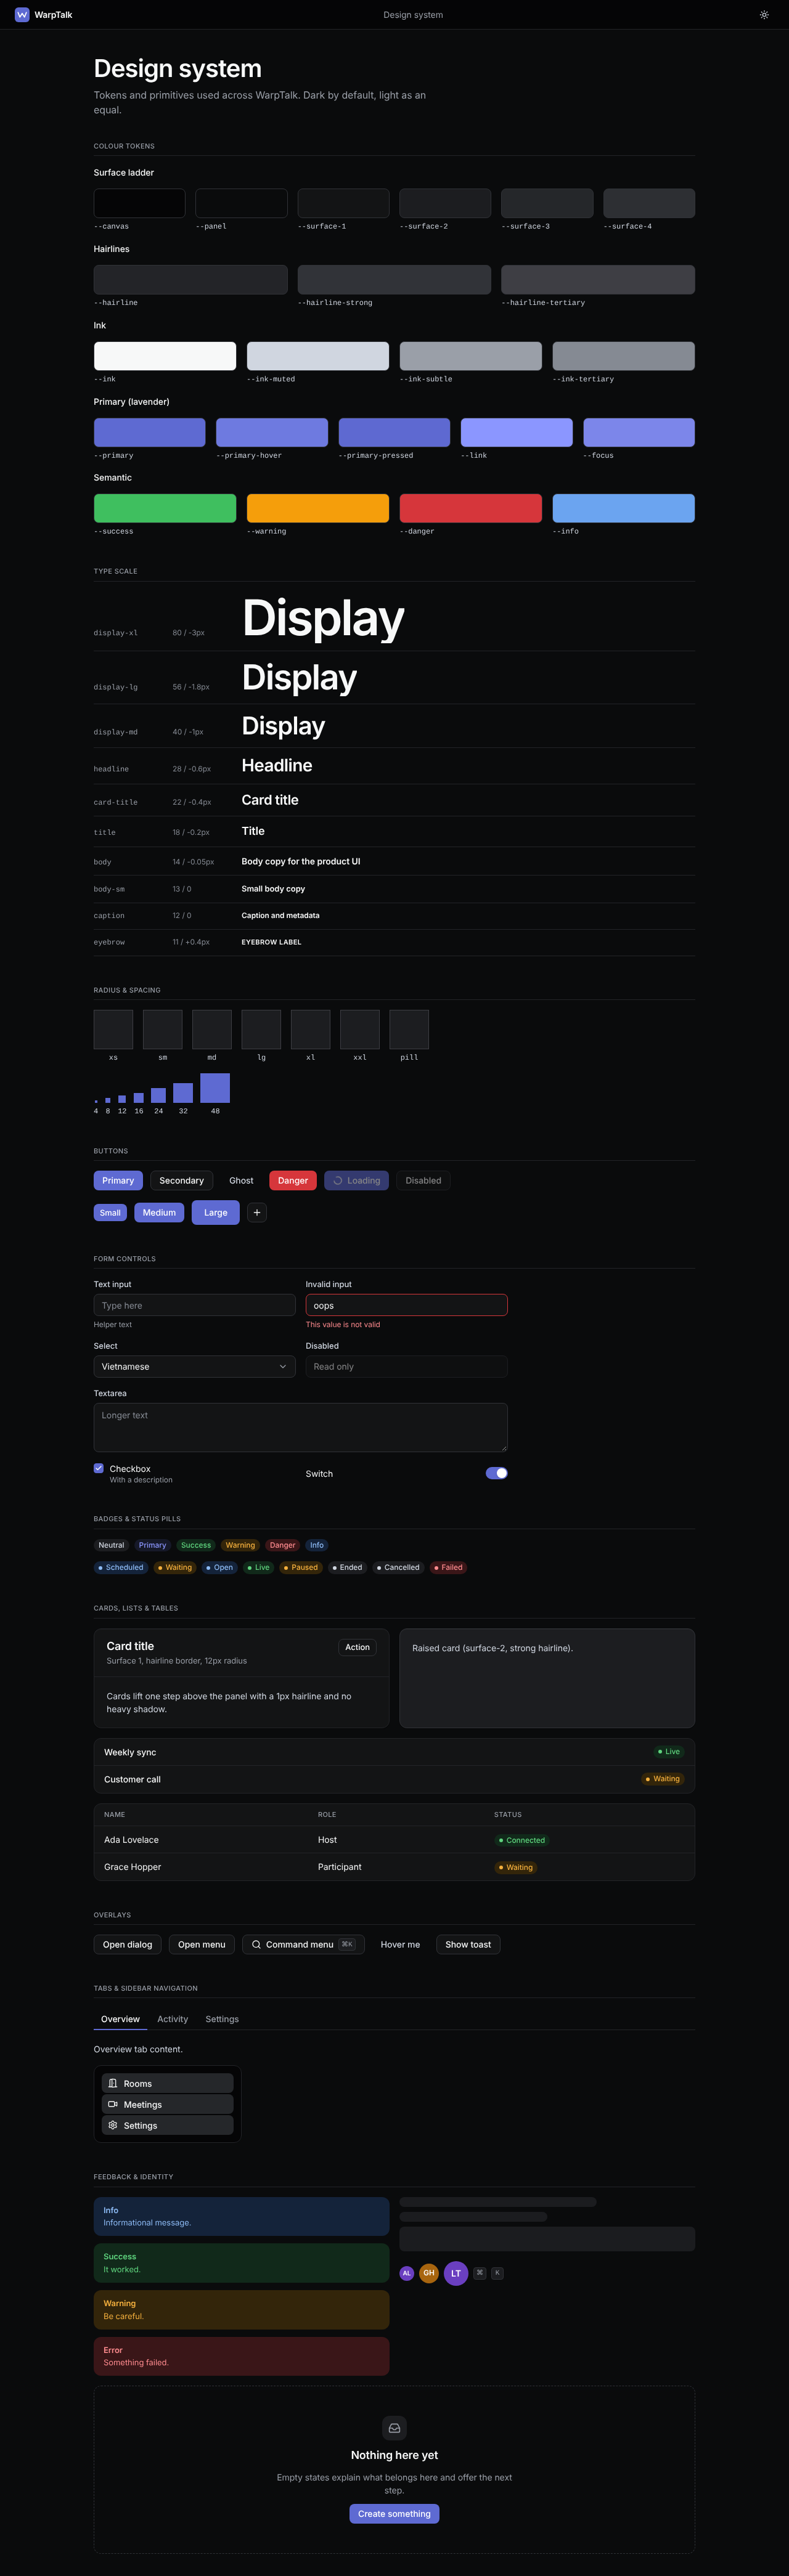 WarpTalk
Design system
Design system
Tokens and primitives used across WarpTalk. Dark by default, light as an
equal.
COLOUR TOKENS
Surface ladder
--canvas --panel --surface-1 --surface-2 --surface-3 --surface-4
Hairlines
--hairline --hairline-strong --hairline-tertiary
Ink
--ink --ink-muted --ink-subtle --ink-tertiary
Primary (lavender)
--primary --primary-hover --primary-pressed --link --focus
Semantic
--success --warning --danger --info
TYPE SCALE
display-xl 80 / -3px Display
display-lg 56 / -1.8px Display
display-md 40 / -1px Display
headline 28 / -0.6px Headline
card-title 22 / -0.4px Card title
title 18 / -0.2px Title
body 14 / -0.05px Body copy for the product UI
body-sm 13 / 0 Small body copy
caption 12 / 0 Caption and metadata
eyebrow 11 / +0.4px EYEBROW LABEL
RADIUS & SPACING
xs sm md lg xl xxl pill
4 8 12 16 24 32 48
BUTTONS
Primary Secondary Ghost Danger Loading Disabled
Small Medium Large
FORM CONTROLS
Text input Invalid input
Type here oops
Helper text This value is not valid
Select Disabled
Vietnamese Read only
Textarea
Longer text
Checkbox
With a description
Switch
BADGES & STATUS PILLS
Neutral Primary Success Warning Danger Info
Scheduled Waiting Open Live Paused Ended Cancelled Failed
CARDS, LISTS & TABLES
Card title
Action
Surface 1, hairline border, 12px radius
Cards lift one step above the panel with a 1px hairline and no
heavy shadow.
Raised card (surface-2, strong hairline).
Weekly sync Live
Customer call Waiting
NAME ROLE STATUS
Ada Lovelace Host Connected
Grace Hopper Participant Waiting
OVERLAYS
Open dialog Open menu Command menu ⌘K Hover me Show toast
TABS & SIDEBAR NAVIGATION
Overview Activity Settings
Overview tab content.
Rooms
Meetings
Settings
FEEDBACK & IDENTITY
Info
Informational message.
Success
It worked.
Warning
Be careful.
Error
Something failed.
AL GH LT ⌘ K
Nothing here yet
Empty states explain what belongs here and offer the next
step.
Create something